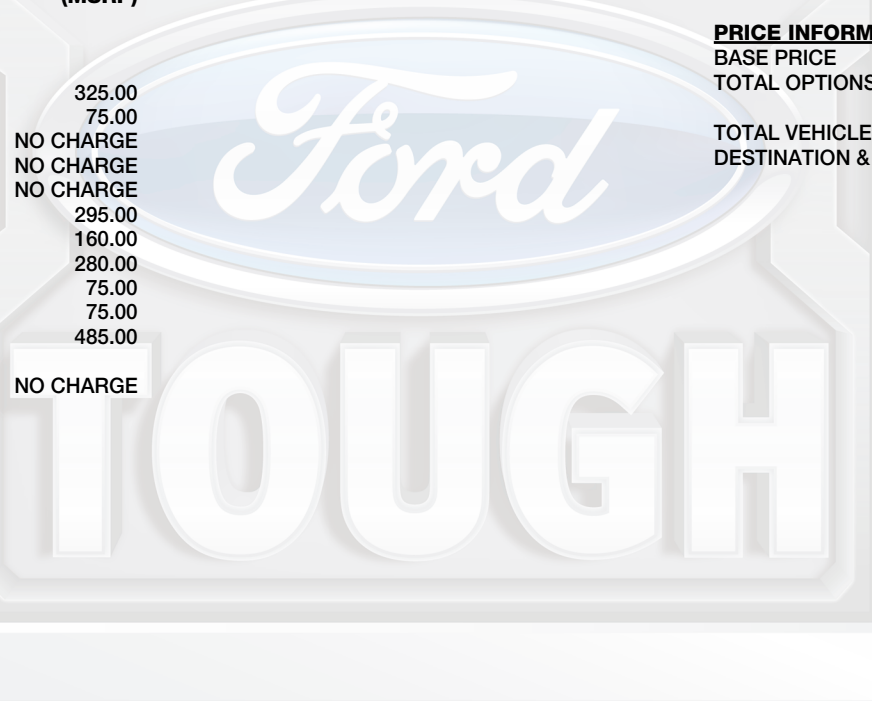 (MSRP)
325.00
75.00
NO CHARGE
NO CHARGE
NO CHARGE
295.00
160.00
280.00
75.00
75.00
485.00
NO CHARGE
PRICE INFORM
BASE PRICE
TOTAL OPTIONS
TOTAL VEHICLE
DESTINATION &
Ford
TOUGH